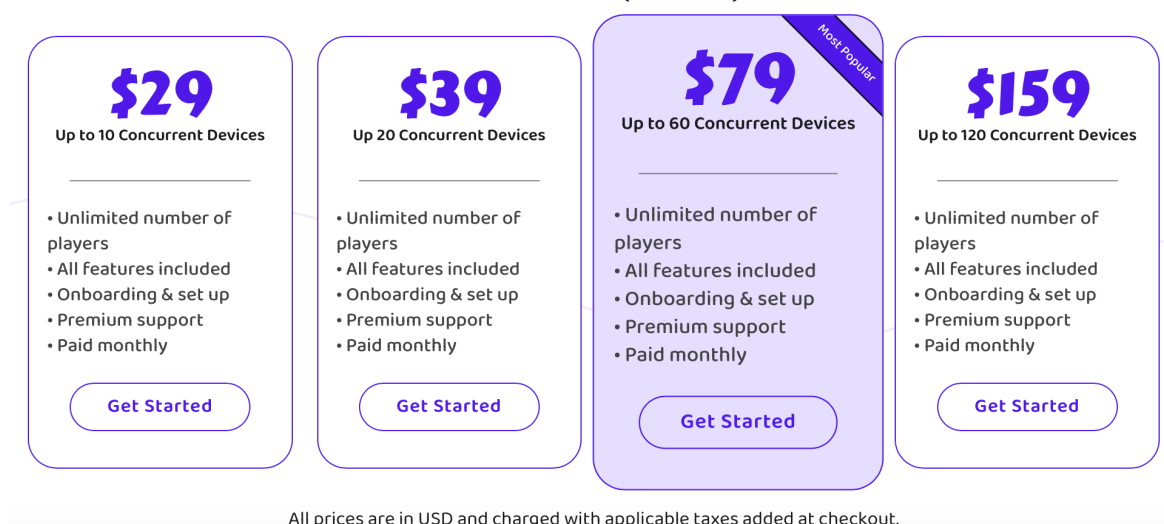 $29
Up to 10 Concurrent Devices
• Unlimited number of
players
• All features included
• Onboarding & set up
• Premium support
• Paid monthly
Get Started
$39
Up 20 Concurrent Devices
• Unlimited number of
players
• All features included
• Onboarding & set up
• Premium support
• Paid monthly
Get Started
Most Popular
$79
Up to 60 Concurrent Devices
• Unlimited number of
players
• All features included
• Onboarding & set up
• Premium support
• Paid monthly
Get Started
$159
Up to 120 Concurrent Devices
• Unlimited number of
players
• All features included
• Onboarding & set up
• Premium support
• Paid monthly
Get Started
All prices are in USD and charged with applicable taxes added at checkout.